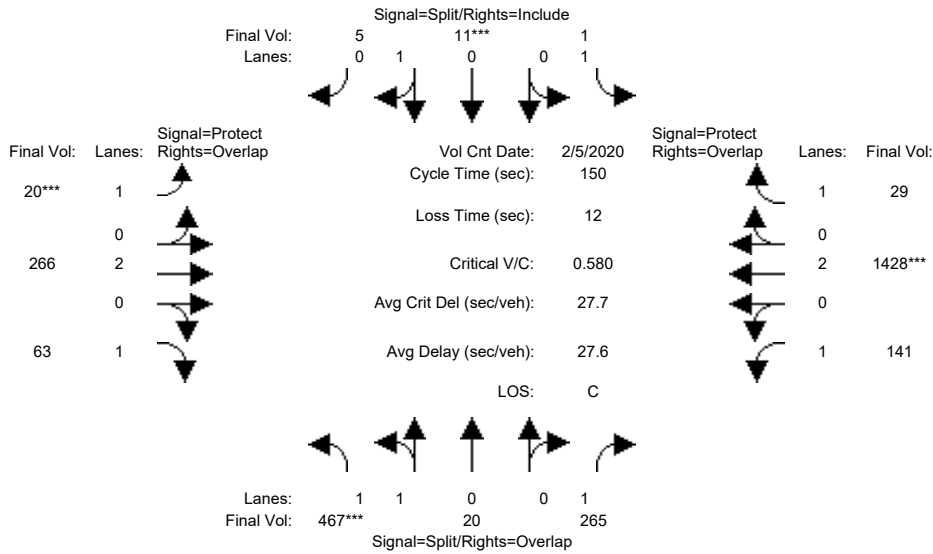 Signal=Split/Rights=Include
Final Vol: 5 11*** 1
Lanes: 0 1 0 0 1
Signal=Protect
Final Vol: Lanes: Rights=Overlap
Vol Cnt Date: 2/5/2020
Signal=Protect
Rights=Overlap Lanes: Final Vol:
Cycle Time (sec): 150
20*** 1
1 29
Loss Time (sec): 12
0
0
266 2
Critical V/C: 0.580
2 1428***
0
Avg Crit Del (sec/veh): 27.7
0
63 1
Avg Delay (sec/veh): 27.6
1 141
LOS: C
Lanes: 1 1 0 0 1
Final Vol: 467*** 20 265
Signal=Split/Rights=Overlap